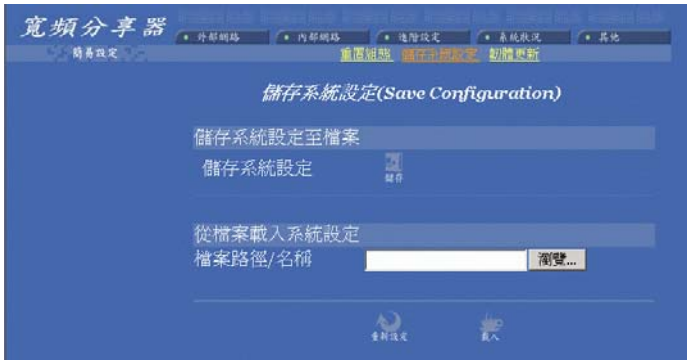 寬頻分享器
簡易設定
外部網路 內部網路 進階設定 系統狀況 其他
重置組態 儲存系統設定 韌體更新
儲存系統設定(Save Configuration)
儲存系統設定至檔案
儲存系統設定 儲存
從檔案載入系統設定
檔案路徑/名稱 瀏覽...
重新設定 載入